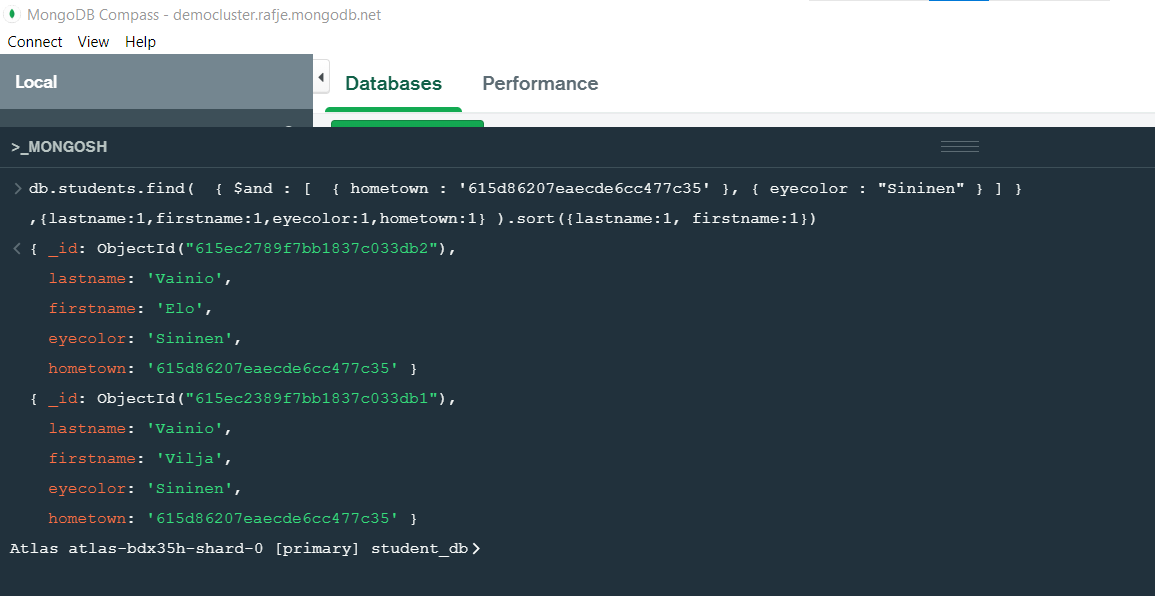 MongoDB Compass - democluster.rafje.mongodb.net
Connect View Help
Local
Databases Performance
>_MONGOSH
> db.students.find(  { $and : [  { hometown : '615d86207eaecde6cc477c35' }, { eyecolor : "Sininen" } ] }
,{lastname:1,firstname:1,eyecolor:1,hometown:1} ).sort({lastname:1, firstname:1})
< { _id: ObjectId("615ec2789f7bb1837c033db2"),
lastname: 'Vainio',
firstname: 'Elo',
eyecolor: 'Sininen',
hometown: '615d86207eaecde6cc477c35' }
{ _id: ObjectId("615ec2389f7bb1837c033db1"),
lastname: 'Vainio',
firstname: 'Vilja',
eyecolor: 'Sininen',
hometown: '615d86207eaecde6cc477c35' }
Atlas atlas-bdx35h-shard-0 [primary] student_db>